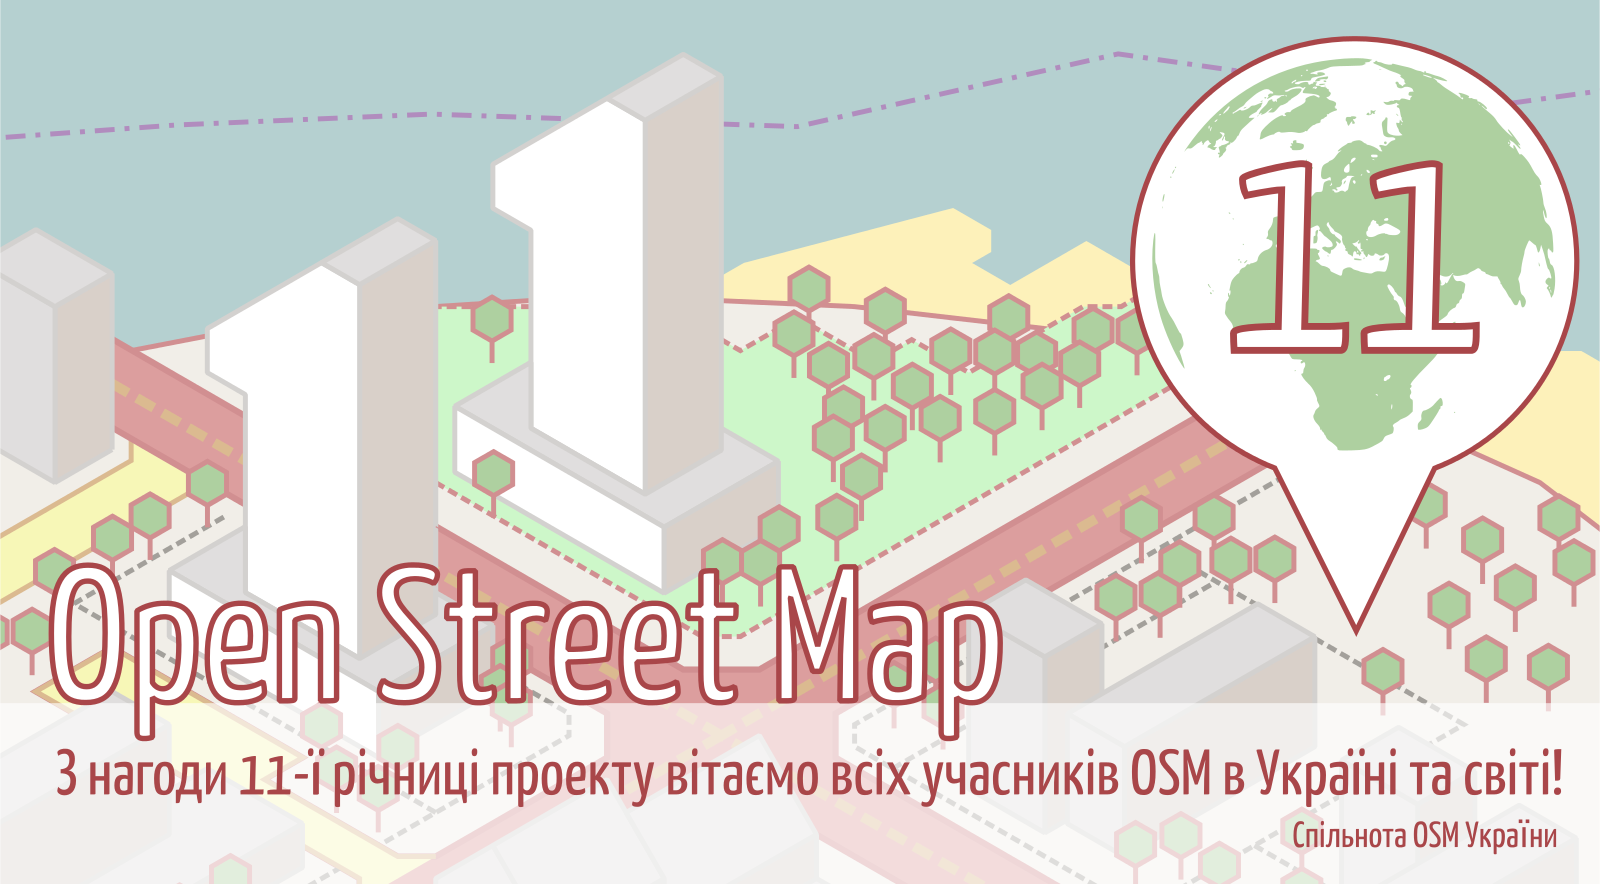 11
Open Street Map
З нагоди 11-ї річниці проекту вітаємо всіх учасників OSM в Україні та світі!
Спільнота OSM України